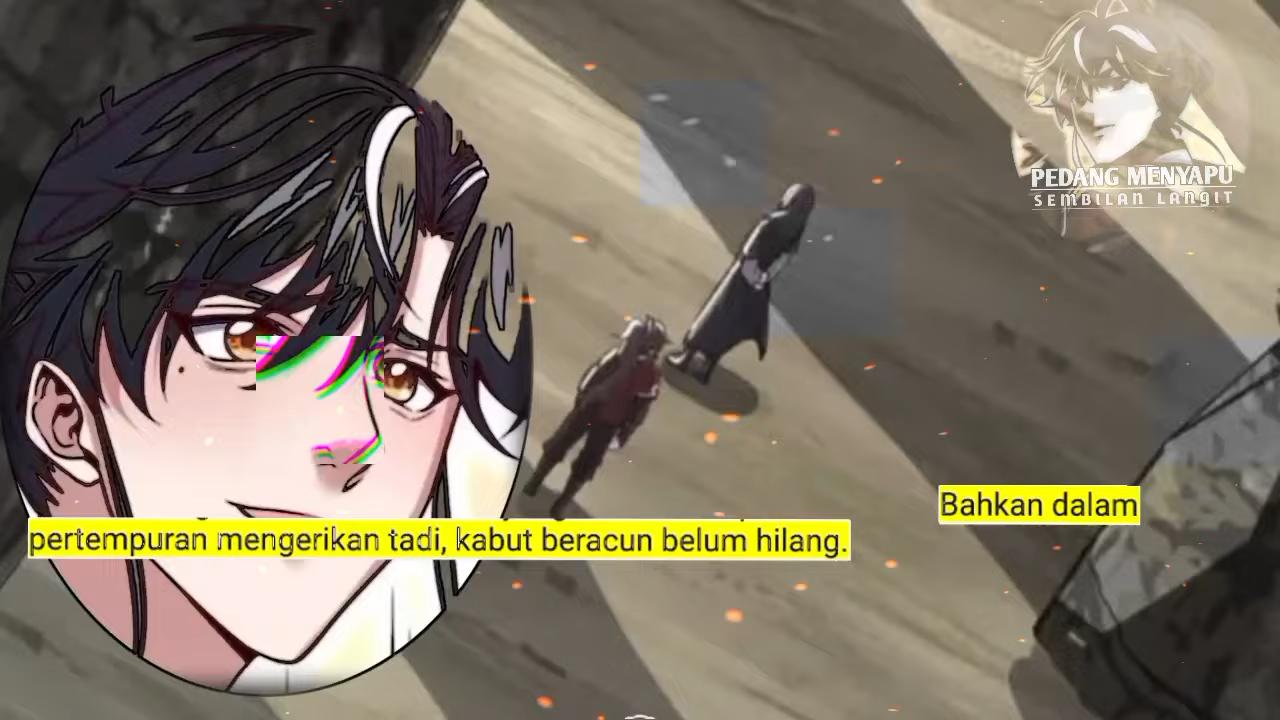 PEDANG MENYAPU
SEMBILAN LANGIT
Bahkan dalam
pertempuran mengerikan tadi, kabut beracun belum hilang.